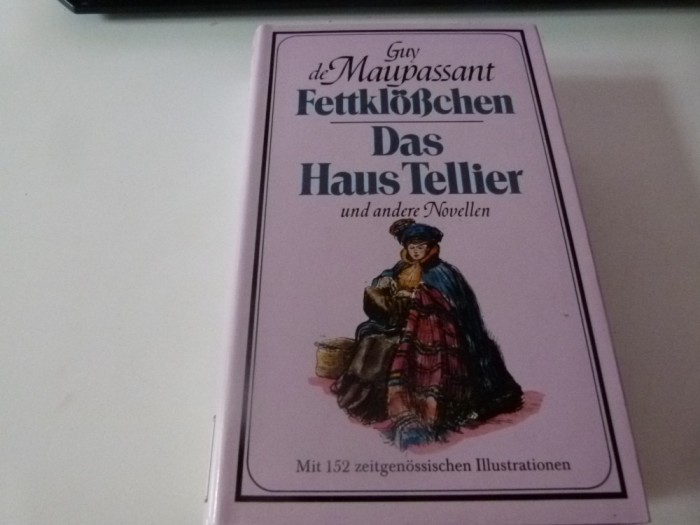 Guy
de Maupassant
Fettklößchen
Das
Haus Tellier
und andere Novellen
Mit 152 zeitgenössischen Illustrationen